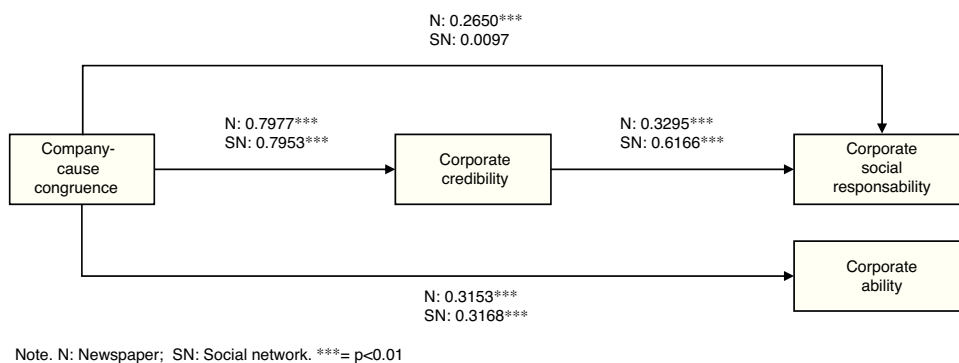 N: 0.2650***
SN: 0.0097
N: 0.7977***
SN: 0.7953***
N: 0.3295***
SN: 0.6166***
Company-
cause
congruence
Corporate
credibility
Corporate
social
responsability
Corporate
ability
N: 0.3153***
SN: 0.3168***
Note. N: Newspaper; SN: Social network. ***= p<0.01